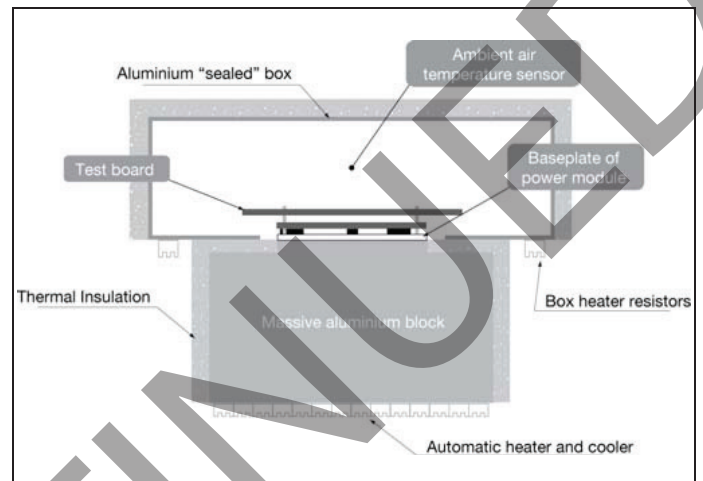 Ambient air
temperature sensor
Aluminium “sealed” box
Test board
Baseplate of
power module
Thermal Insulation
Box heater resistors
Massive aluminium block
Automatic heater and cooler